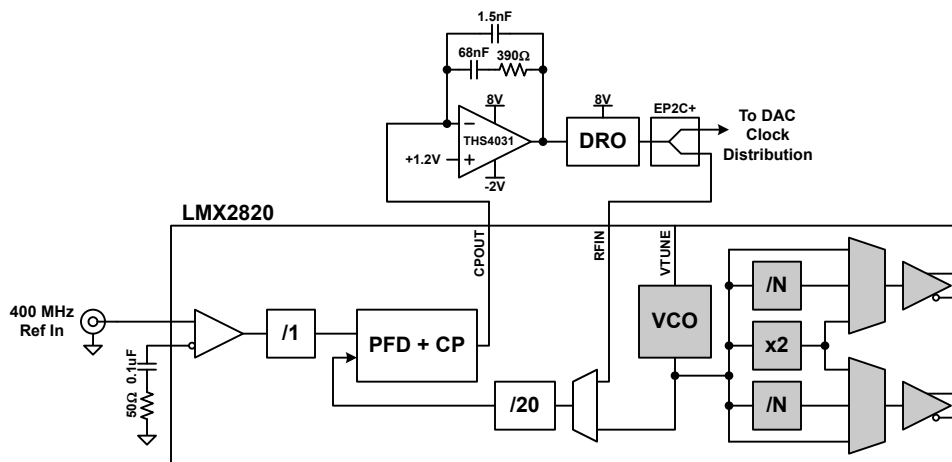 1.5nF
68nF
390Ω
8V
THS4031
+1.2V
-2V
8V
DRO
EP2C+
To DAC
Clock
Distribution
LMX2820
CPOUT
RFIN
VTUNE
400 MHz
Ref In
50Ω 0.1uF
/1
PFD + CP
/20
VCO
/N
x2
/N